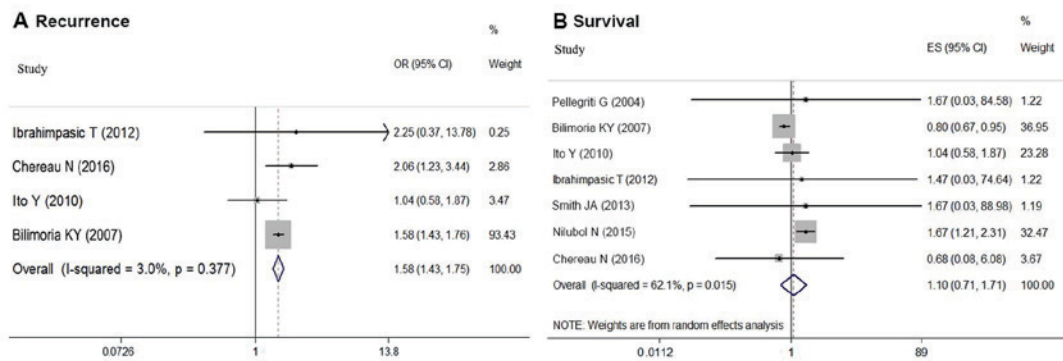 A Recurrence
%
Study OR (95% CI) Weight
Ibrahimpasic T (2012) 2.25 (0.37, 13.78) 0.25
Chereau N (2016) 2.06 (1.23, 3.44) 2.86
Ito Y (2010) 1.04 (0.58, 1.87) 3.47
Bilimoria KY (2007) 1.58 (1.43, 1.76) 93.43
Overall (I-squared = 3.0%, p = 0.377) 1.58 (1.43, 1.75) 100.00
0.0726 1 13.8
B Survival
%
Study ES (95% CI) Weight
Pellegriti G (2004) 1.67 (0.03, 84.58) 1.22
Bilimoria KY (2007) 0.80 (0.67, 0.95) 36.95
Ito Y (2010) 1.04 (0.58, 1.87) 23.28
Ibrahimpasic T (2012) 1.47 (0.03, 74.64) 1.22
Smith JA (2013) 1.67 (0.03, 88.98) 1.19
Nilubol N (2015) 1.67 (1.21, 2.31) 32.47
Chereau N (2016) 0.68 (0.08, 6.08) 3.67
Overall (I-squared = 62.1%, p = 0.015) 1.10 (0.71, 1.71) 100.00
NOTE: Weights are from random effects analysis
0.0112 1 89